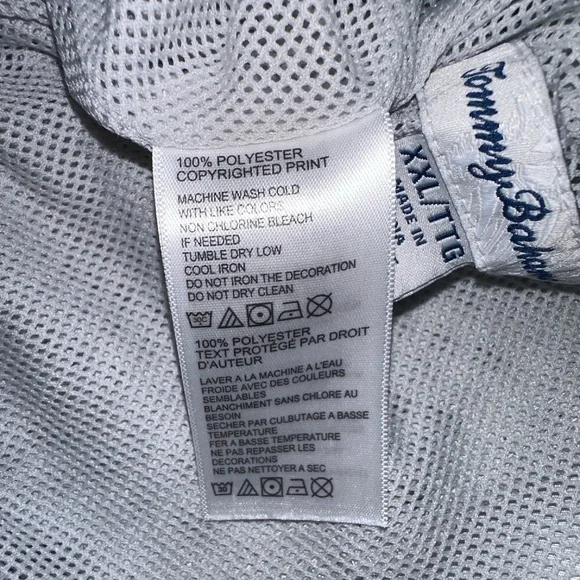 100% POLYESTER
COPYRIGHTED PRINT
MACHINE WASH COLD
WITH LIKE COLORS
NON CHLORINE BLEACH
IF NEEDED
TUMBLE DRY LOW
COOL IRON
DO NOT IRON THE DECORATION
DO NOT DRY CLEAN
100% POLYESTER
TEXT PROTÉGÉ PAR DROIT
D'AUTEUR
LAVER A LA MACHINE A L'EAU
FROIDE AVEC DES COULEURS
SEMBLABLES
BLANCHIMENT SANS CHLORE AU
BESOIN
SECHER PAR CULBUTAGE A BASSE
TEMPERATURE
FER A BASSE TEMPERATURE
NE PAS REPASSER LES
DECORATIONS
NE PAS NETTOYER A SEC
XXL/TTG
MADE IN
Tommy Baha